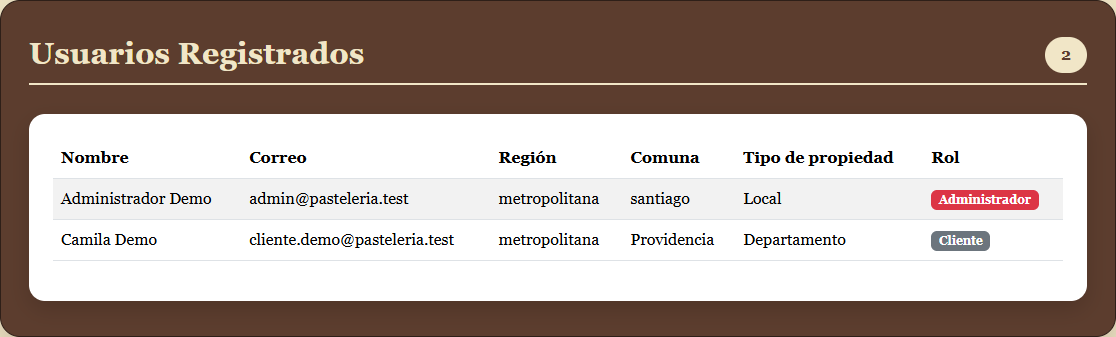 Usuarios Registrados 2
Nombre Correo Región Comuna Tipo de propiedad Rol
Administrador Demo admin@pasteleria.test metropolitana santiago Local Administrador
Camila Demo cliente.demo@pasteleria.test metropolitana Providencia Departamento Cliente